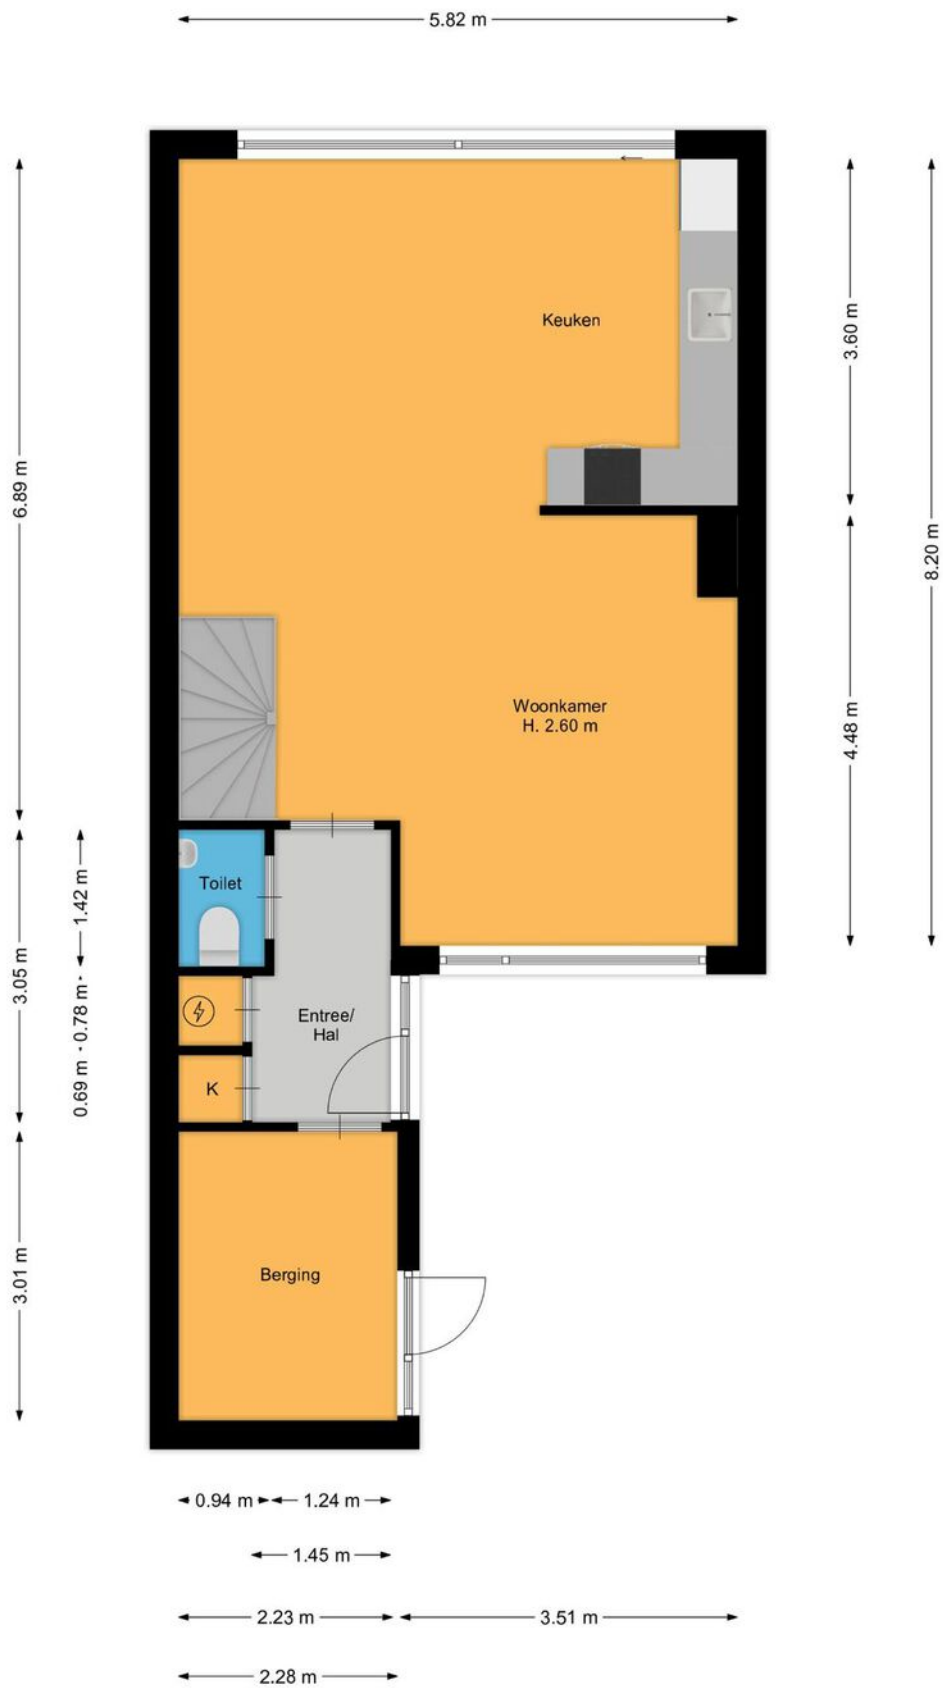 5.82 m
Keuken
3.60 m
6.89 m
8.20 m
Woonkamer
H. 2.60 m
4.48 m
Toilet
1.42 m
3.05 m
0.78 m
0.69 m
Entree/
Hal
K
Berging
3.01 m
0.94 m
1.24 m
1.45 m
2.23 m
3.51 m
2.28 m